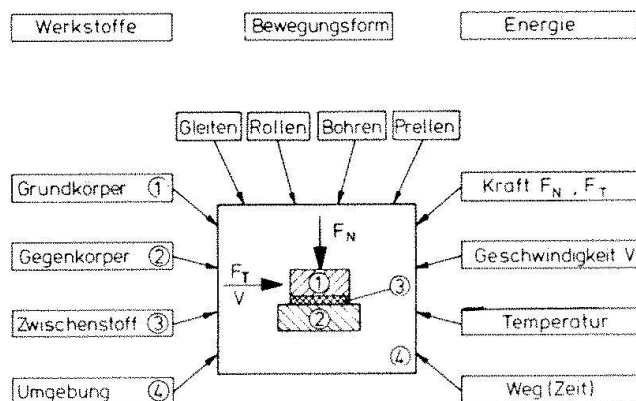 Werkstoffe Bewegungsform Energie
Gleiten Rollen Bohren Prellen
Grundkörper ①
Kraft F_N , F_T
Gegenkörper ②
Geschwindigkeit V
Zwischenstoff ③
Temperatur
Umgebung ④
Weg (Zeit)
F_N
F_T
V
①
③
②
④